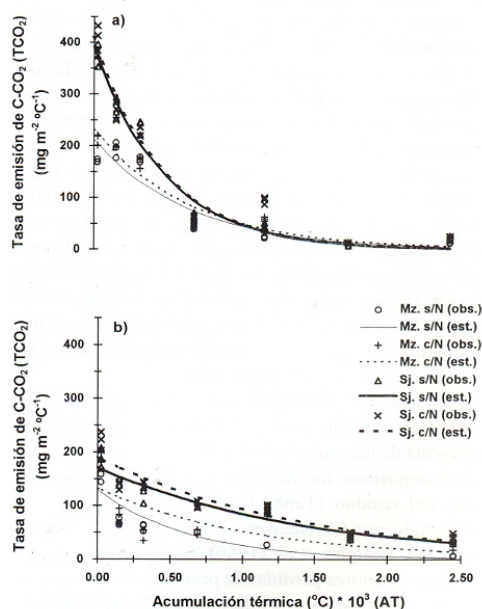 a)
Tasa de emisión de C-CO₂ (TCO₂)
(mg m⁻² ºC⁻¹)
400
300
200
100
0
b)
Tasa de emisión de C-CO₂ (TCO₂)
(mg m⁻² ºC⁻¹)
400
300
200
100
0
Mz. s/N (obs.)
Mz. s/N (est.)
Mz. c/N (obs.)
Mz. c/N (est.)
Sj. s/N (obs.)
Sj. s/N (est.)
Sj. c/N (obs.)
Sj. c/N (est.)
0.00 0.50 1.00 1.50 2.00 2.50
Acumulación térmica (ºC) * 10³ (AT)